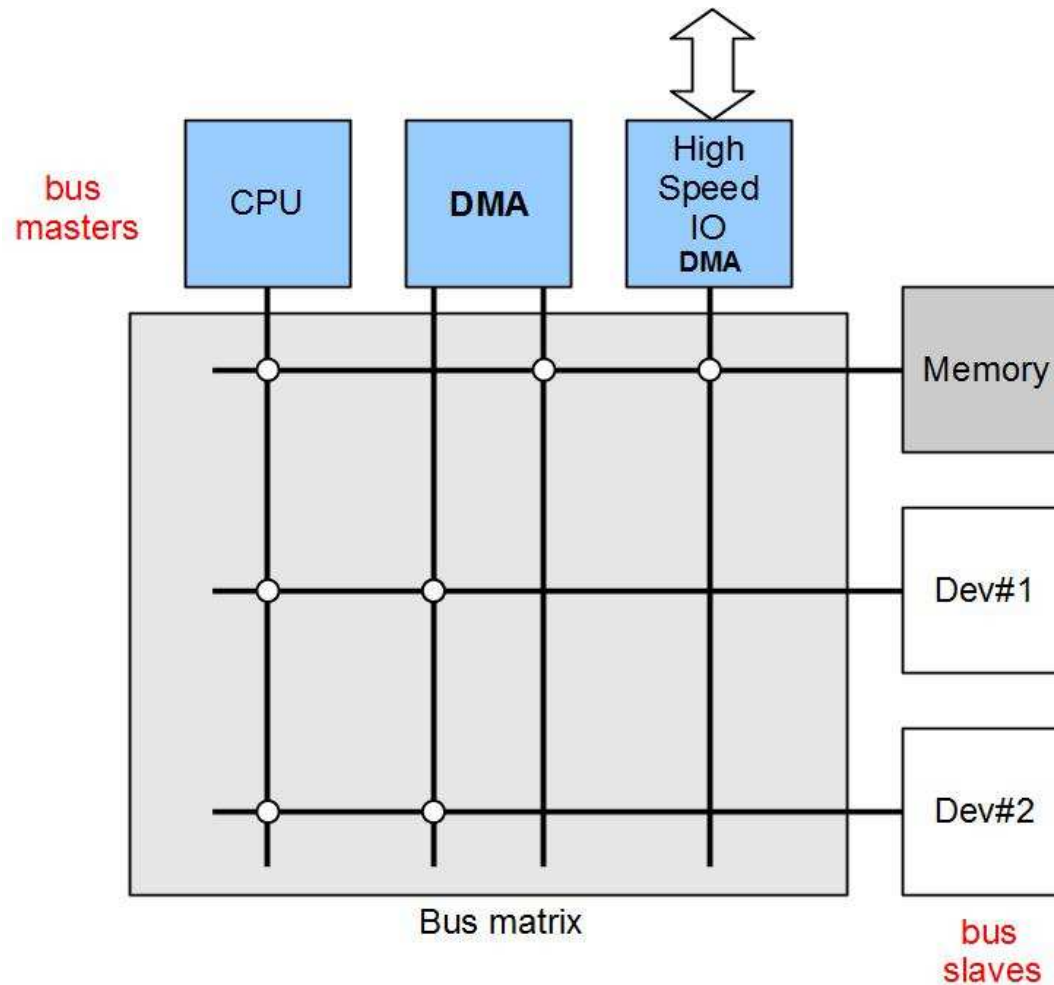 bus
masters
CPU
DMA
High
Speed
IO
DMA
Memory
Dev#1
Dev#2
Bus matrix
bus
slaves